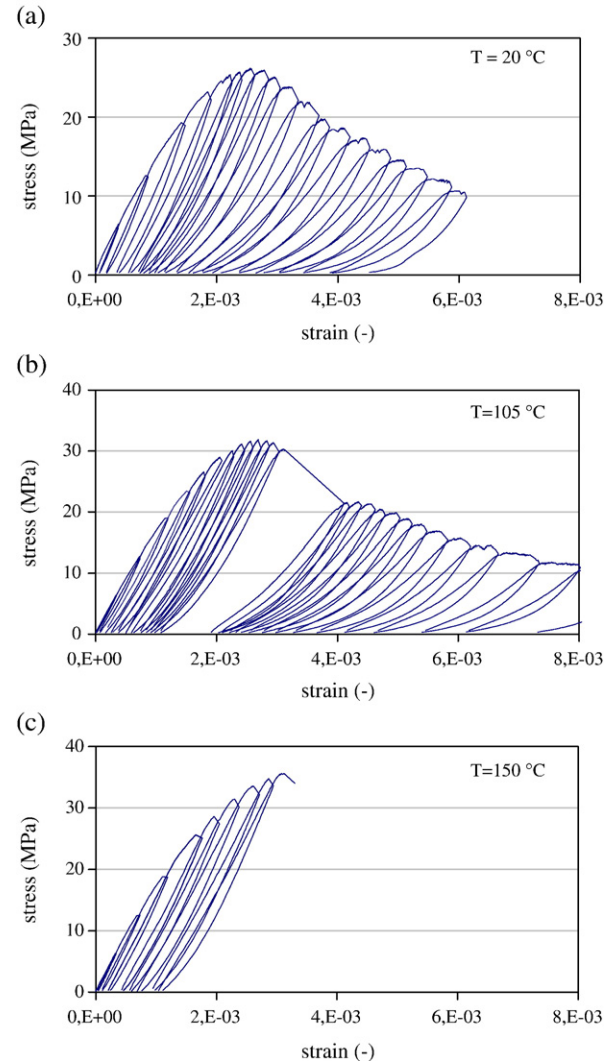 (a)
30
T = 20 °C
20
stress (MPa)
10
0
0,E+00 2,E-03 4,E-03 6,E-03 8,E-03
strain (-)
(b)
40
T=105 °C
30
stress (MPa)
20
10
0
0,E+00 2,E-03 4,E-03 6,E-03 8,E-03
strain (-)
(c)
40
T=150 °C
30
stress (MPa)
20
10
0
0,E+00 2,E-03 4,E-03 6,E-03 8,E-03
strain (-)